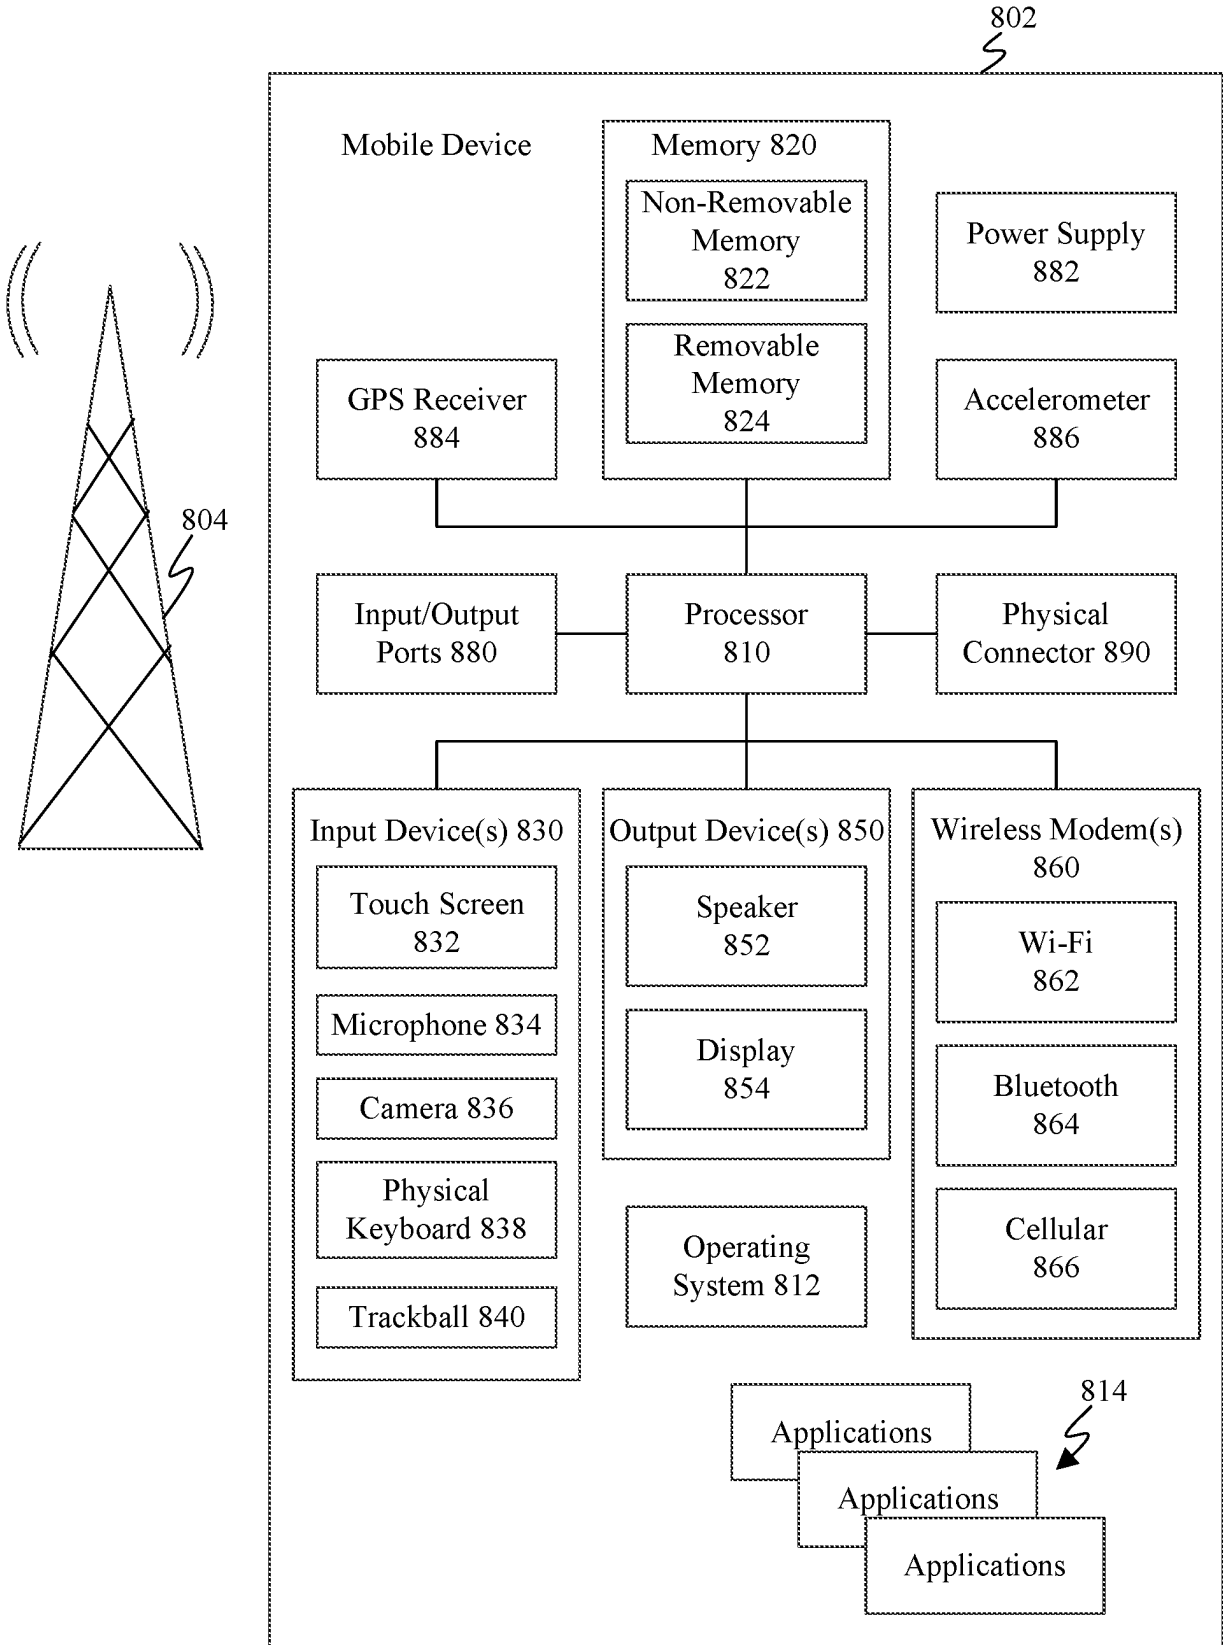 802
Mobile Device
Memory 820
Non-Removable
Memory
822
Removable
Memory
824
Power Supply
882
GPS Receiver
884
Accelerometer
886
804
Input/Output
Ports 880
Processor
810
Physical
Connector 890
Input Device(s) 830
Touch Screen
832
Microphone 834
Camera 836
Physical
Keyboard 838
Trackball 840
Output Device(s) 850
Speaker
852
Display
854
Wireless Modem(s)
860
Wi-Fi
862
Bluetooth
864
Cellular
866
Operating
System 812
814
Applications
Applications
Applications